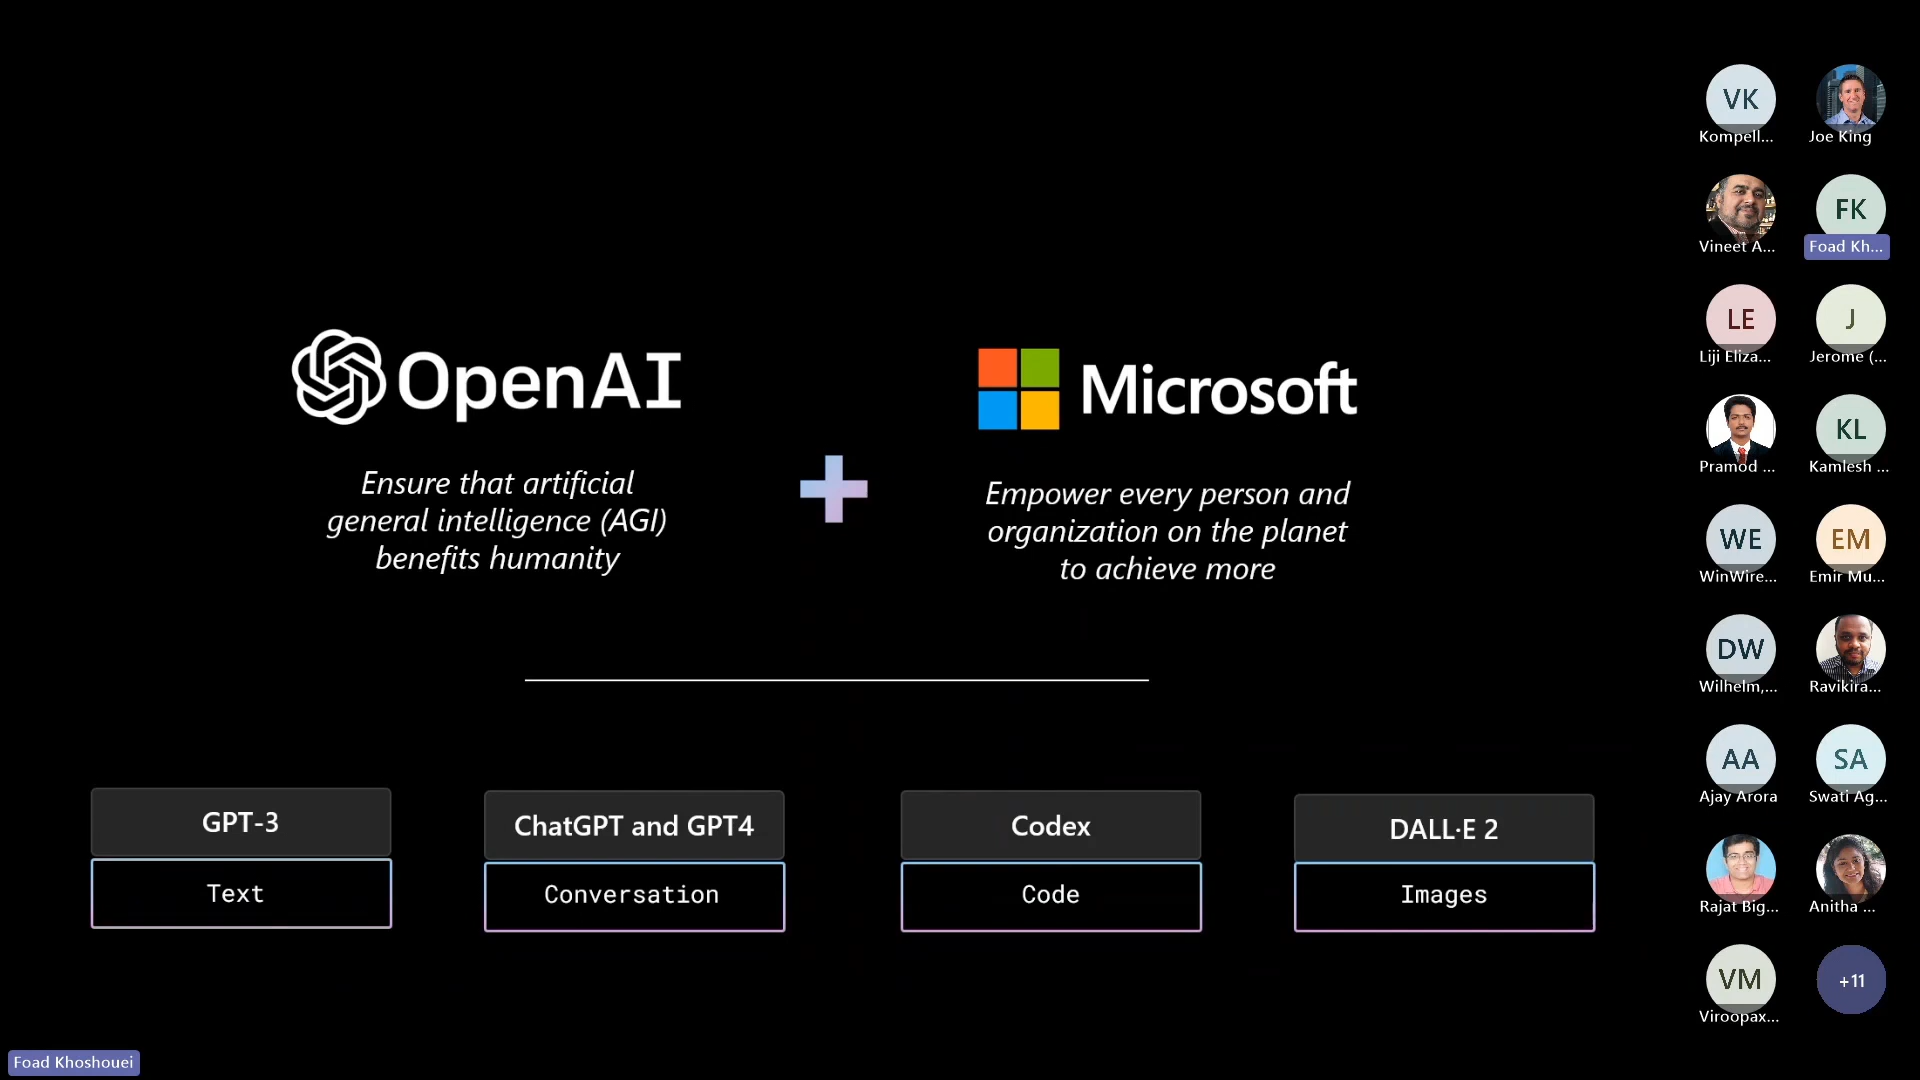 OpenAI
Ensure that artificial
general intelligence (AGI)
benefits humanity
Microsoft
Empower every person and
organization on the planet
to achieve more
GPT-3
Text
ChatGPT and GPT4
Conversation
Codex
Code
DALL·E 2
Images
VK
Kompell...
Joe King
Vineet A...
FK
Foad Kh...
LE
Liji Eliza...
J
Jerome (...
Pramod ...
KL
Kamlesh ...
WE
WinWire...
EM
Emir Mu...
DW
Wilhelm,...
Ravikira...
AA
Ajay Arora
SA
Swati Ag...
Rajat Big...
Anitha ...
VM
Viroopax...
+11
Foad Khoshouei